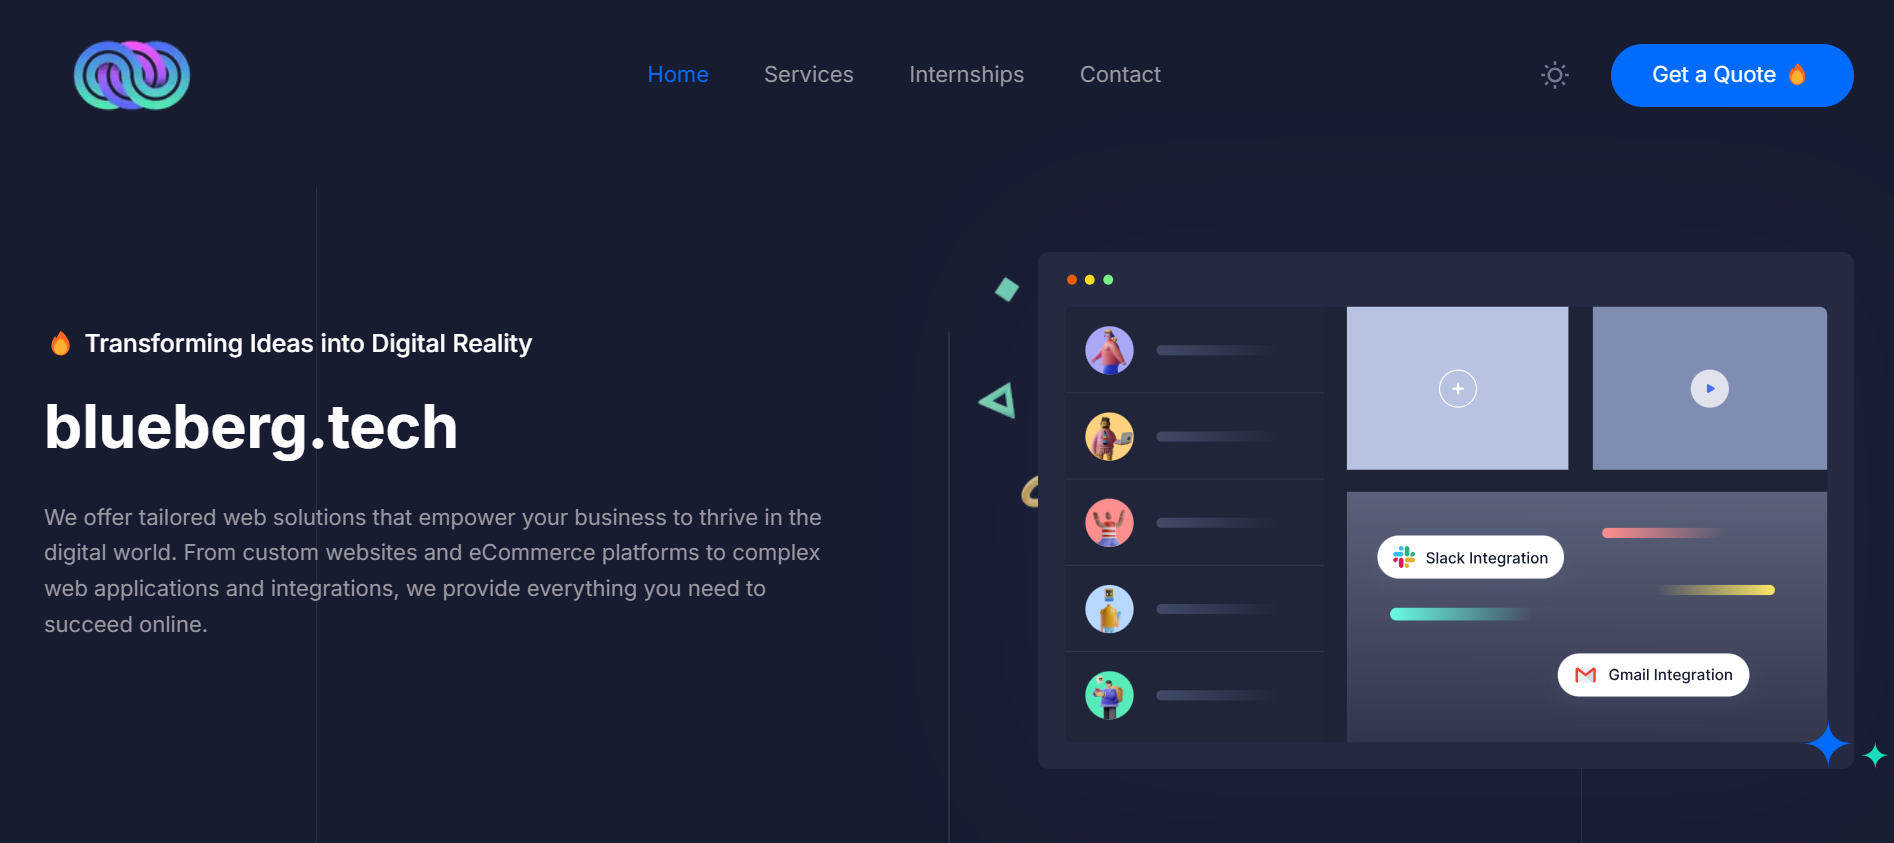 Home
Services
Internships
Contact
Get a Quote 🔥
🔥 Transforming Ideas into Digital Reality
blueberg.tech
We offer tailored web solutions that empower your business to thrive in the
digital world. From custom websites and eCommerce platforms to complex
web applications and integrations, we provide everything you need to
succeed online.
Slack Integration
Gmail Integration